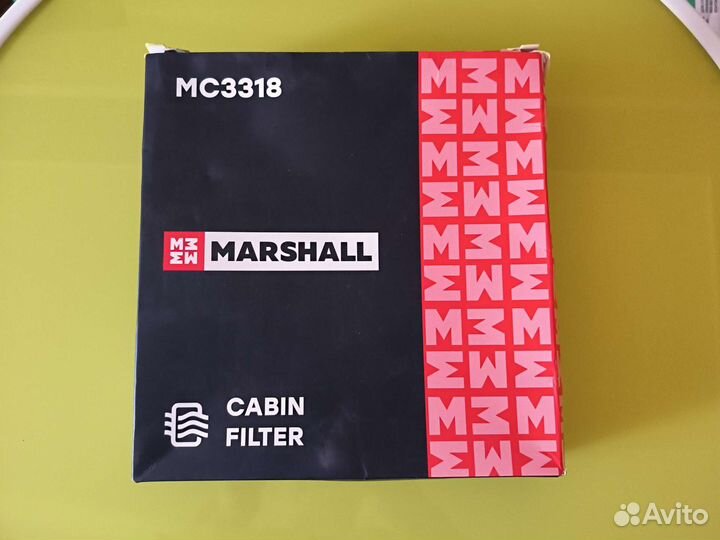 MC3318
MARSHALL
CABIN
FILTER
Avito